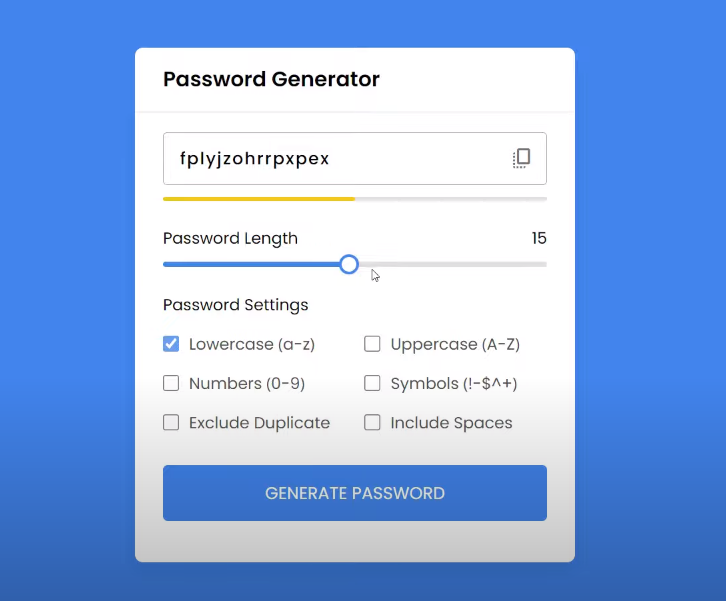 Password Generator
fplyjzohrrpxpex
Password Length 15
Password Settings
Lowercase (a-z) Uppercase (A-Z)
Numbers (0-9) Symbols (!-$^+)
Exclude Duplicate Include Spaces
GENERATE PASSWORD